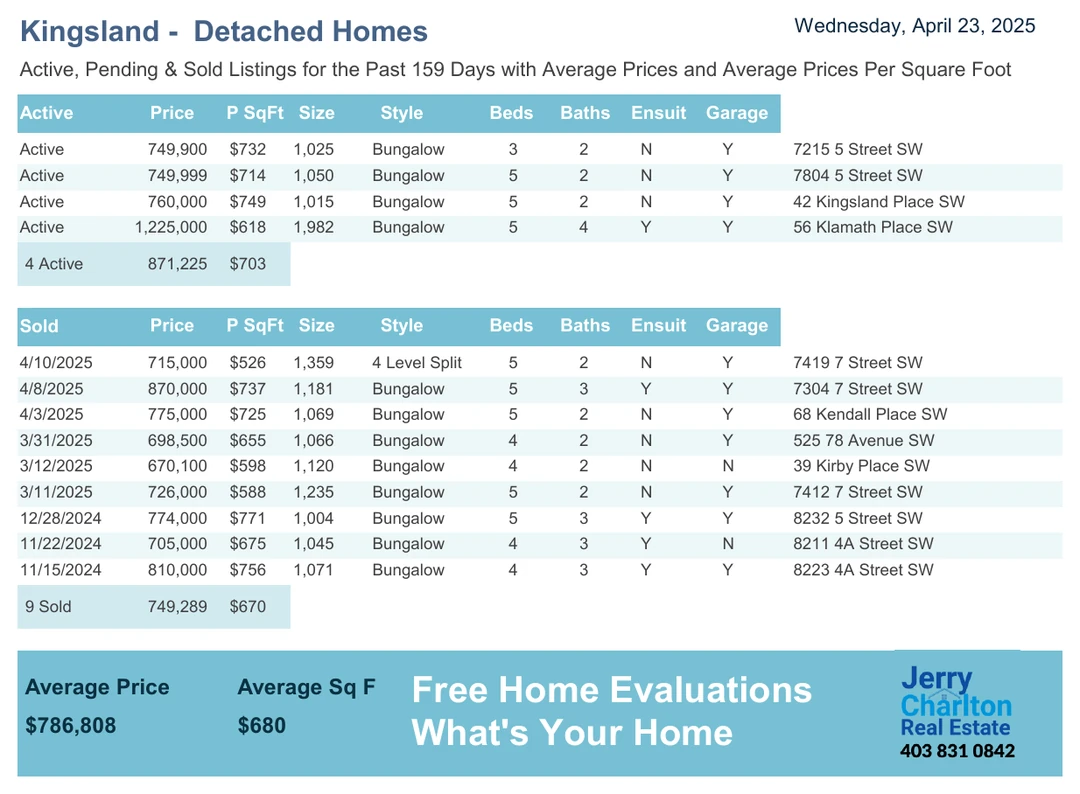 Kingsland - Detached Homes
Wednesday, April 23, 2025
Active, Pending & Sold Listings for the Past 159 Days with Average Prices and Average Prices Per Square Foot
Active Price P SqFt Size Style Beds Baths Ensuit Garage
Active 749,900 $732 1,025 Bungalow 3 2 N Y 7215 5 Street SW
Active 749,999 $714 1,050 Bungalow 5 2 N Y 7804 5 Street SW
Active 760,000 $749 1,015 Bungalow 5 2 N Y 42 Kingsland Place SW
Active 1,225,000 $618 1,982 Bungalow 5 4 Y Y 56 Klamath Place SW
4 Active 871,225 $703
Sold Price P SqFt Size Style Beds Baths Ensuit Garage
4/10/2025 715,000 $526 1,359 4 Level Split 5 2 N Y 7419 7 Street SW
4/8/2025 870,000 $737 1,181 Bungalow 5 3 Y Y 7304 7 Street SW
4/3/2025 775,000 $725 1,069 Bungalow 5 2 N Y 68 Kendall Place SW
3/31/2025 698,500 $655 1,066 Bungalow 4 2 N Y 525 78 Avenue SW
3/12/2025 670,100 $598 1,120 Bungalow 4 2 N N 39 Kirby Place SW
3/11/2025 726,000 $588 1,235 Bungalow 5 2 N Y 7412 7 Street SW
12/28/2024 774,000 $771 1,004 Bungalow 5 3 Y Y 8232 5 Street SW
11/22/2024 705,000 $675 1,045 Bungalow 4 3 Y N 8211 4A Street SW
11/15/2024 810,000 $756 1,071 Bungalow 4 3 Y Y 8223 4A Street SW
9 Sold 749,289 $670
Average Price Average Sq F
$786,808 $680
Free Home Evaluations
What's Your Home
Jerry
Charlton
Real Estate
403 831 0842